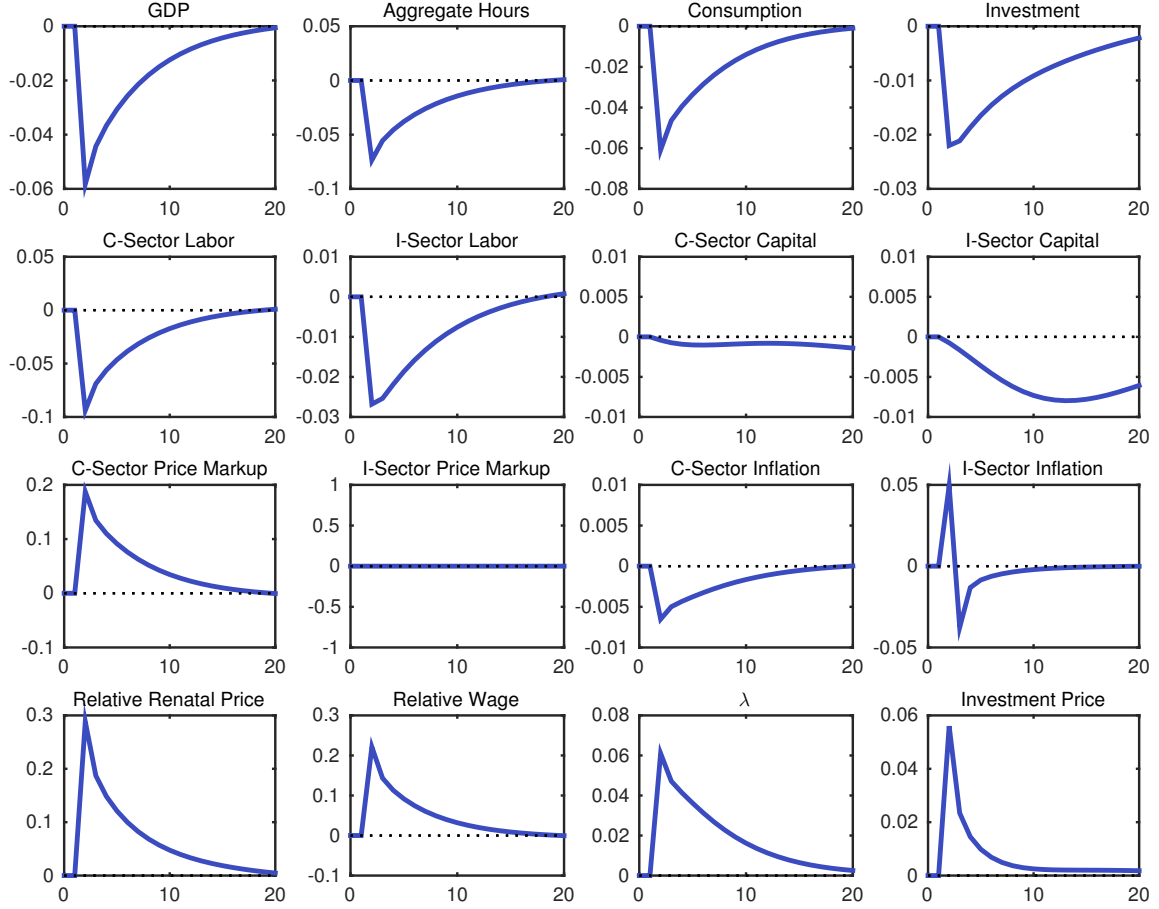 GDP
Aggregate Hours
Consumption
Investment
0
-0.02
-0.04
-0.06
0 10 20
0.05
0
-0.05
-0.1
0 10 20
0
-0.02
-0.04
-0.06
-0.08
0 10 20
0
-0.01
-0.02
-0.03
0 10 20
C-Sector Labor
I-Sector Labor
C-Sector Capital
I-Sector Capital
0.05
0
-0.05
-0.1
0 10 20
0.01
0
-0.01
-0.02
-0.03
0 10 20
0.01
0.005
0
-0.005
-0.01
0 10 20
0.01
0.005
0
-0.005
-0.01
0 10 20
C-Sector Price Markup
I-Sector Price Markup
C-Sector Inflation
I-Sector Inflation
0.2
0.1
0
-0.1
0 10 20
1
0.5
0
-0.5
-1
0 10 20
0.01
0.005
0
-0.005
-0.01
0 10 20
0.05
0
-0.05
0 10 20
Relative Renatal Price
Relative Wage
λ
Investment Price
0.3
0.2
0.1
0
0 10 20
0.3
0.2
0.1
0
-0.1
0 10 20
0.08
0.06
0.04
0.02
0
0 10 20
0.06
0.04
0.02
0
0 10 20